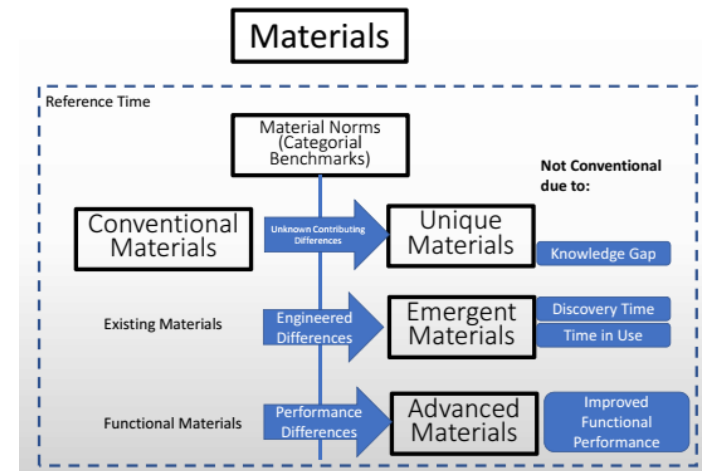 Materials
Reference Time
Material Norms
(Categorial
Benchmarks)
Not Conventional
due to:
Conventional
Materials
Unknown Contributing
Differences
Unique
Materials
Knowledge Gap
Existing Materials
Engineered
Differences
Emergent
Materials
Discovery Time
Time in Use
Functional Materials
Performance
Differences
Advanced
Materials
Improved
Functional
Performance